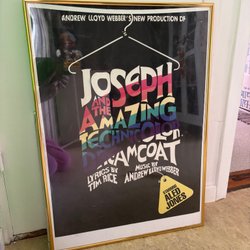 ANDREW LLOYD WEBBER'S NEW PRODUCTION OF
JOSEPH
AND THE
AMAZING
TECHNICOLOR
DREAMCOAT
LYRICS BY
TIM RICE
MUSIC BY
ANDREW LLOYD WEBBER
STARRING
ALED
JONES